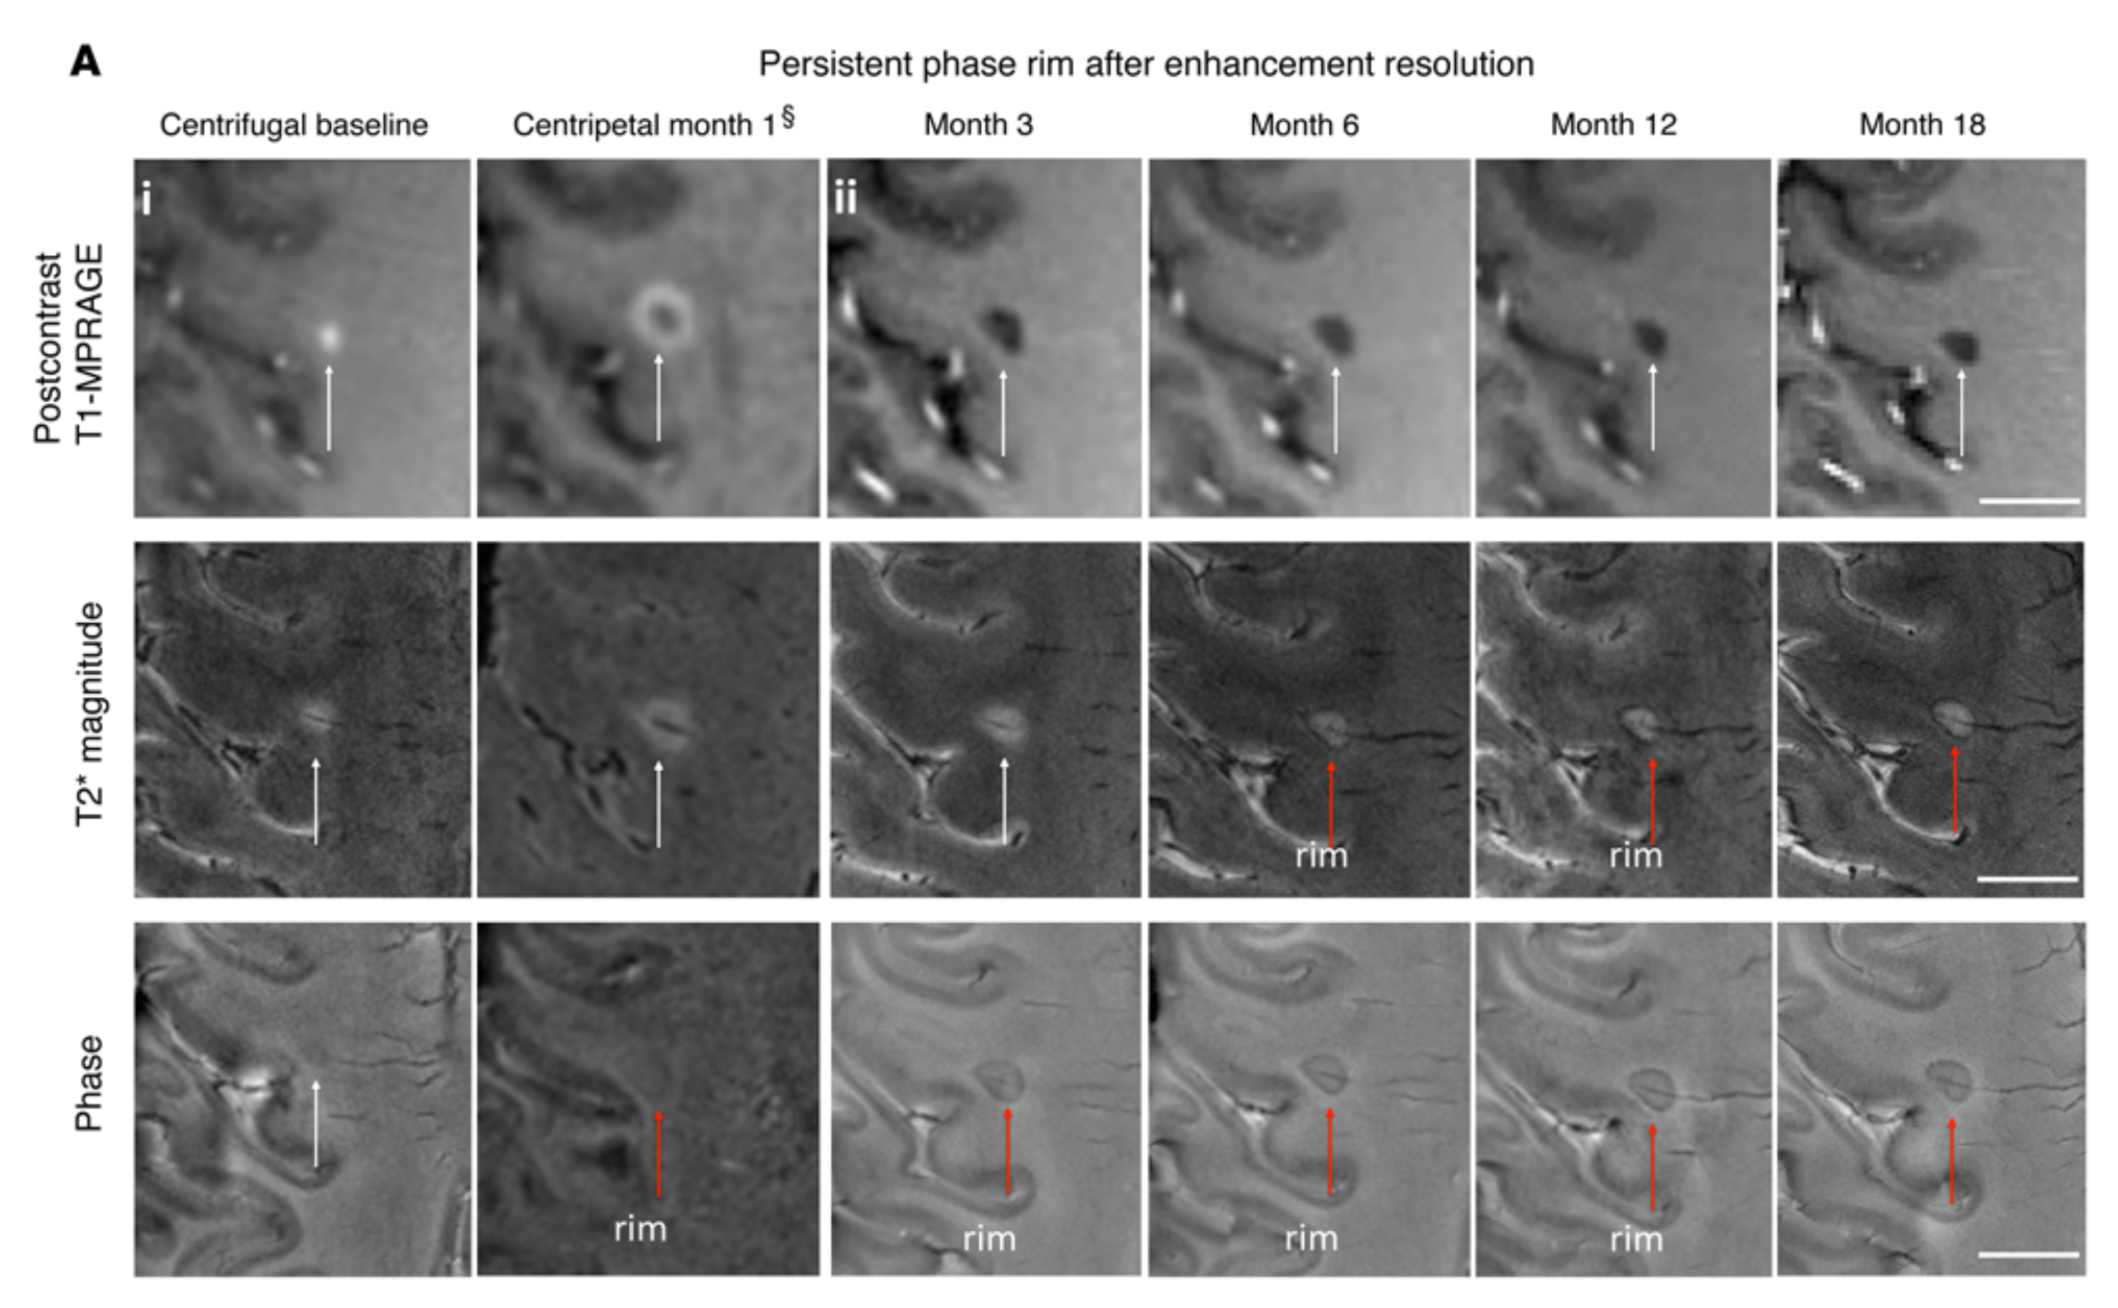 A
Persistent phase rim after enhancement resolution
Centrifugal baseline
Centripetal month 1§
Month 3
Month 6
Month 12
Month 18
Postcontrast
T1-MPRAGE
i
ii
T2* magnitude
rim
rim
Phase
rim
rim
rim
rim